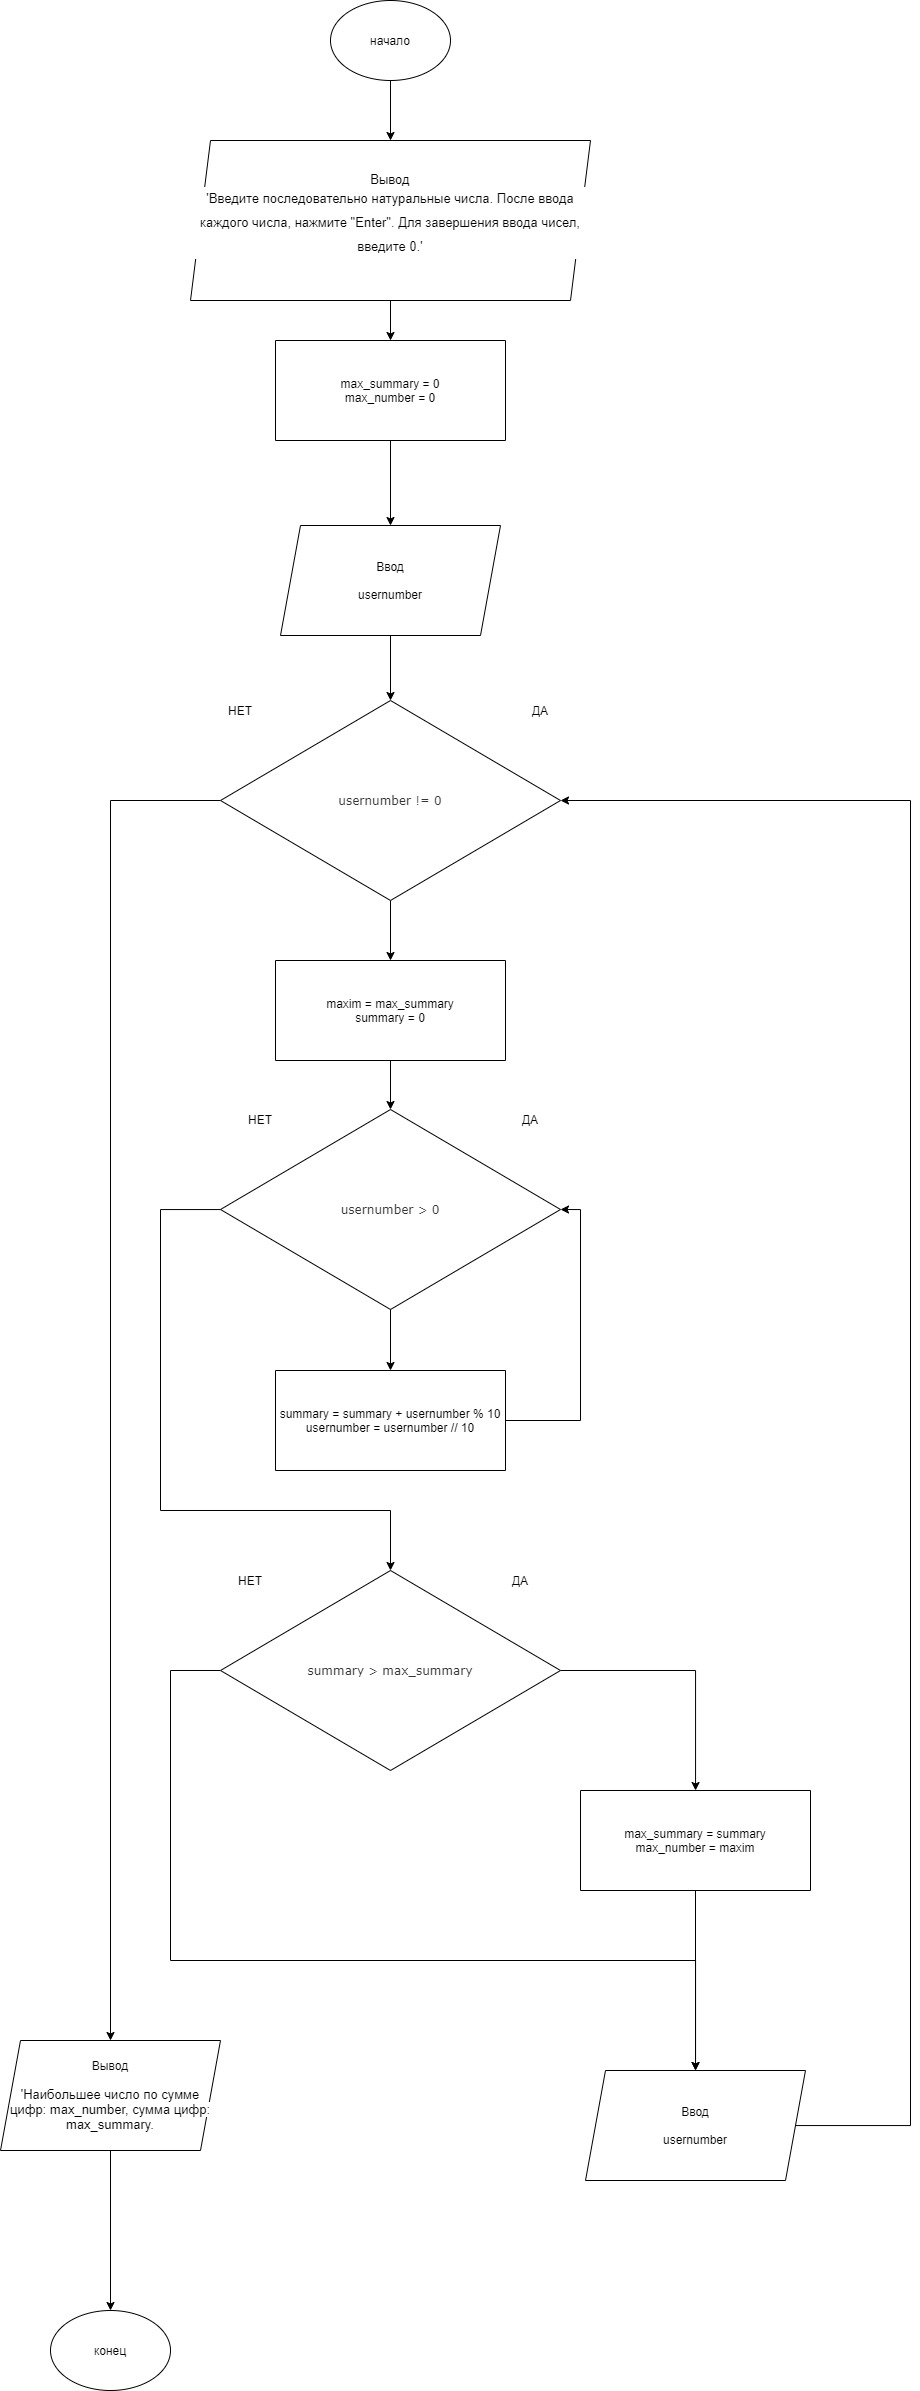 начало
Вывод
'Введите последовательно натуральные числа. После ввода
каждого числа, нажмите "Enter". Для завершения ввода чисел,
введите 0.'
max_summary = 0
max_number = 0
Ввод
usernumber
НЕТ
ДА
usernumber != 0
maxim = max_summary
summary = 0
НЕТ
ДА
usernumber > 0
summary = summary + usernumber % 10
usernumber = usernumber // 10
НЕТ
ДА
summary > max_summary
max_summary = summary
max_number = maxim
Вывод
'Наибольшее число по сумме
цифр: max_number, сумма цифр:
max_summary.
Ввод
usernumber
конец